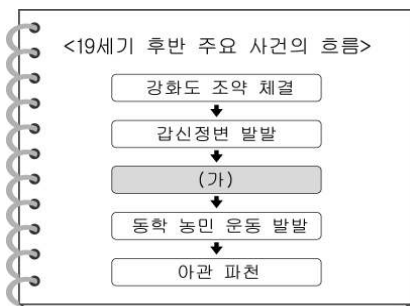 <19세기 후반 주요 사건의 흐름>
강화도 조약 체결
갑신정변 발발
(가)
동학 농민 운동 발발
아관 파천